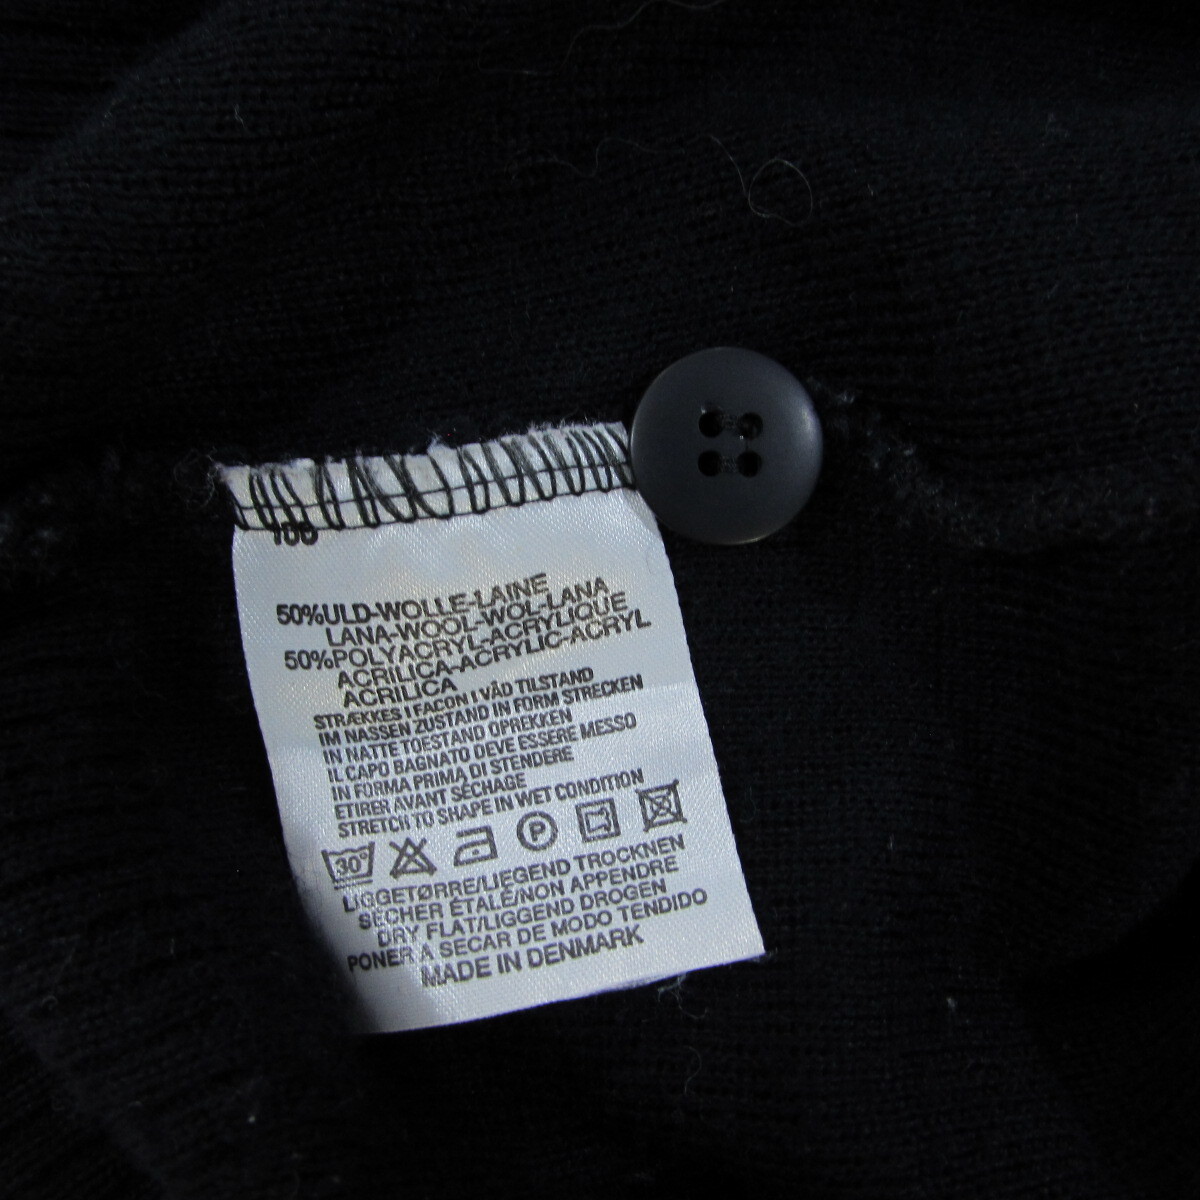 100
50%ULD-WOLLE-LAINE
LANA-WOOL-WOL-LANA
50%POLYACRYL-ACRYLIQUE
ACRILICA-ACRYLIC-ACRYL
ACRILICA
STRÆKKES I FACON I VÅD TILSTAND
IM NASSEN ZUSTAND IN FORM STRECKEN
IN NATTE TOESTAND OPREKKEN
IL CAPO BAGNATO DEVE ESSERE MESSO
IN FORMA PRIMA DI STENDERE
ETIRER AVANT SÉCHAGE
STRETCH TO SHAPE IN WET CONDITION
30° P
LIGGETØRRE/LIEGEND TROCKNEN
SÉCHER ÉTALÉ/NON APPENDRE
DRY FLAT/LIGGEND DROGEN
PONER A SECAR DE MODO TENDIDO
MADE IN DENMARK